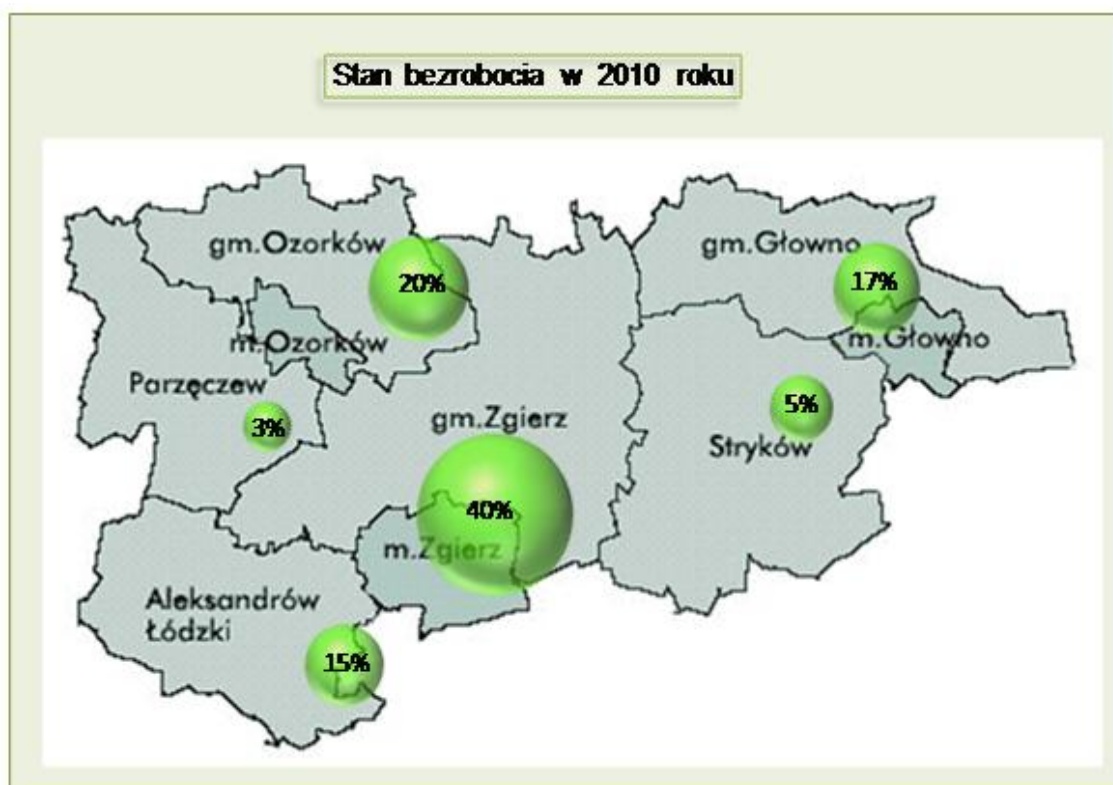 Stan bezrobocia w 2010 roku
gm.Ozorków
20%
gm.Głowno
17%
m.Ozorków
m.Głowno
Parzęczew
3%
gm.Zgierz
5%
Stryków
40%
m.Zgierz
Aleksandrów
Łódzki
15%